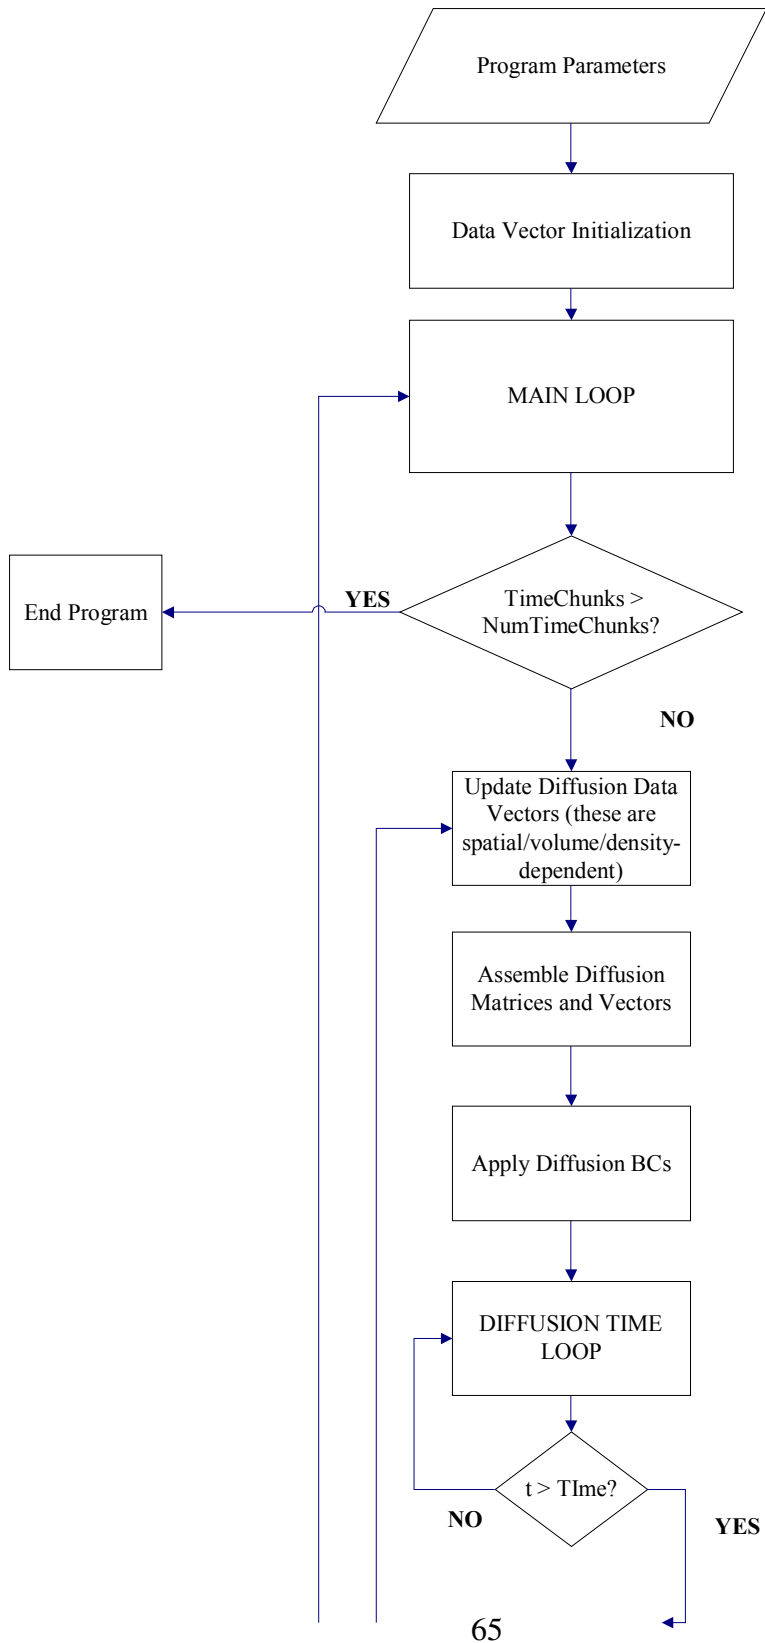 Program Parameters
Data Vector Initialization
MAIN LOOP
End Program
YES
TimeChunks >
NumTimeChunks?
NO
Update Diffusion Data
Vectors (these are
spatial/volume/density-
dependent)
Assemble Diffusion
Matrices and Vectors
Apply Diffusion BCs
DIFFUSION TIME
LOOP
t > TIme?
NO
YES
65